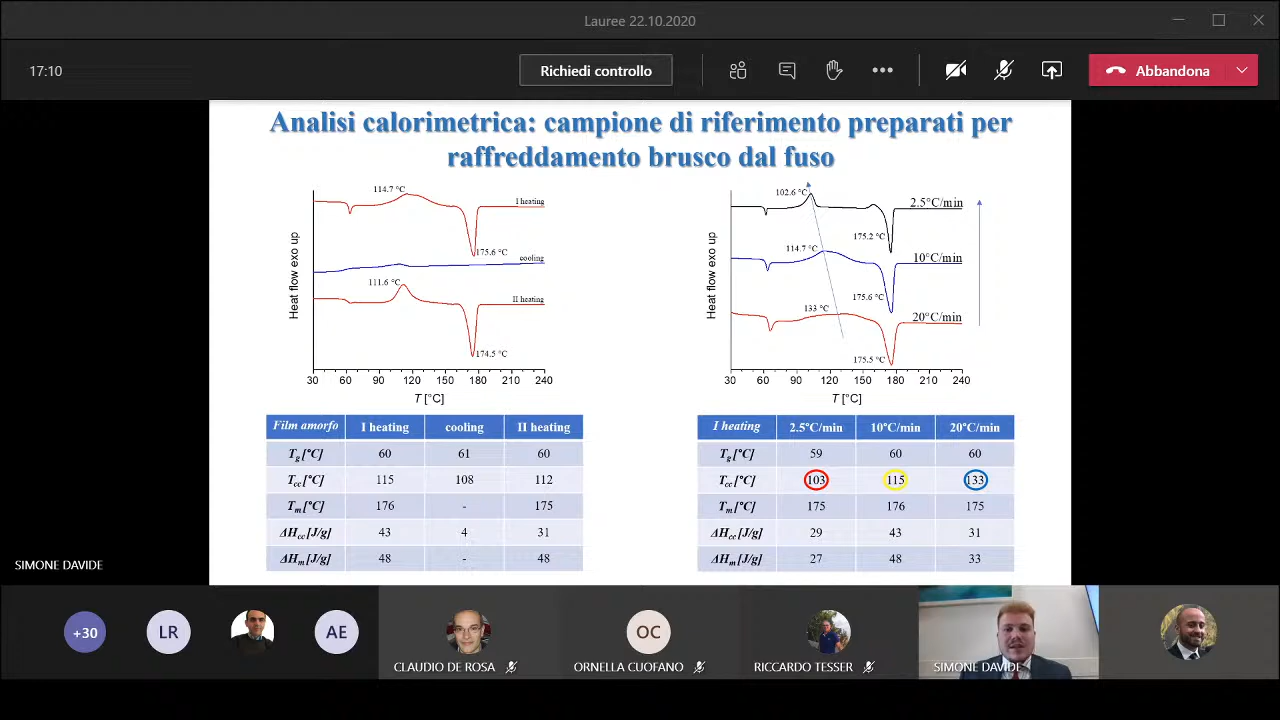 Lauree 22.10.2020
17:10
Richiedi controllo
Abbandona
Analisi calorimetrica: campione di riferimento preparati per
raffreddamento brusco dal fuso
114.7 °C
I heating
175.6 °C
cooling
111.6 °C
II heating
174.5 °C
Heat flow exo up
30 60 90 120 150 180 210 240
T [°C]
102.6 °C
2.5°C/min
175.2 °C
114.7 °C
10°C/min
175.6 °C
133 °C
20°C/min
175.5 °C
Heat flow exo up
30 60 90 120 150 180 210 240
T [°C]
Film amorfo I heating cooling II heating
Tg [°C] 60 61 60
Tcc [°C] 115 108 112
Tm [°C] 176 - 175
ΔHcc [J/g] 43 4 31
ΔHm [J/g] 48 - 48
I heating 2.5°C/min 10°C/min 20°C/min
Tg [°C] 59 60 60
Tcc [°C] 103 115 133
Tm [°C] 175 176 175
ΔHcc [J/g] 29 43 31
ΔHm [J/g] 27 48 33
SIMONE DAVIDE
+30 LR AE OC
CLAUDIO DE ROSA ORNELLA CUOFANO RICCARDO TESSER SIMONE DAVIDE